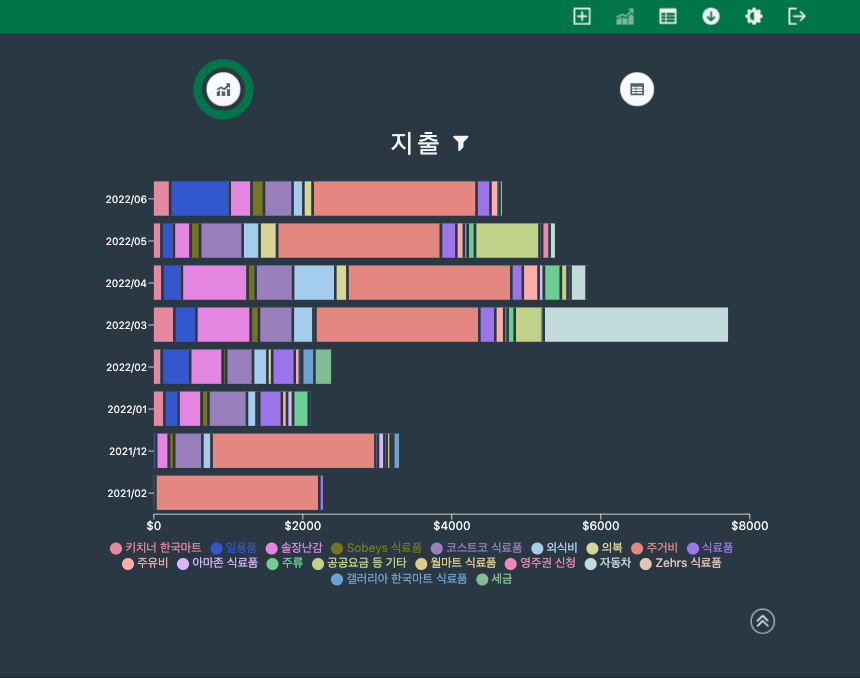 지출
2022/06
2022/05
2022/04
2022/03
2022/02
2022/01
2021/12
2021/02
$0 $2000 $4000 $6000 $8000
키치너 한국마트 일용품 솔장난감 Sobeys 식료품 코스트코 식료품 외식비 의복 주거비 식료품
주유비 아마존 식료품 주류 공공요금 등 기타 월마트 식료품 영주권 신청 자동차 Zehrs 식료품
갤러리아 한국마트 식료품 세금